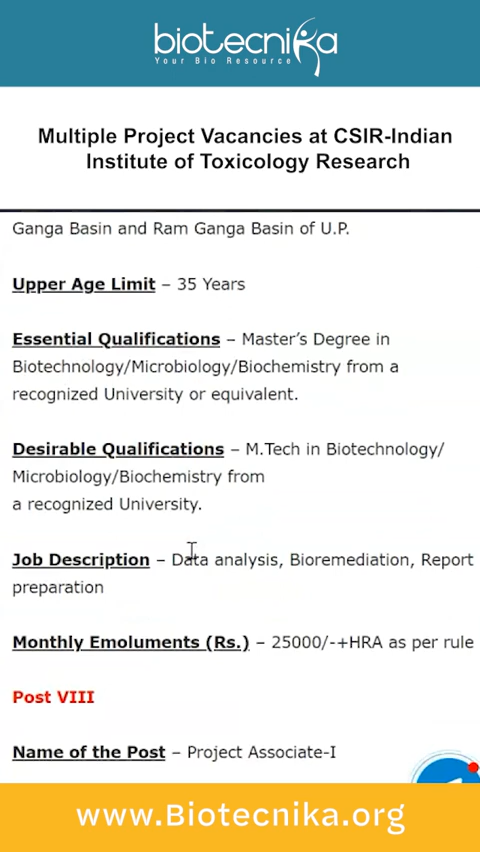 biotecnika
Your Bio Resource
Multiple Project Vacancies at CSIR-Indian
Institute of Toxicology Research
Ganga Basin and Ram Ganga Basin of U.P.
Upper Age Limit – 35 Years
Essential Qualifications – Master's Degree in
Biotechnology/Microbiology/Biochemistry from a
recognized University or equivalent.
Desirable Qualifications – M.Tech in Biotechnology/
Microbiology/Biochemistry from
a recognized University.
Job Description – Data analysis, Bioremediation, Report
preparation
Monthly Emoluments (Rs.) – 25000/-+HRA as per rule
Post VIII
Name of the Post – Project Associate-I
www.Biotecnika.org